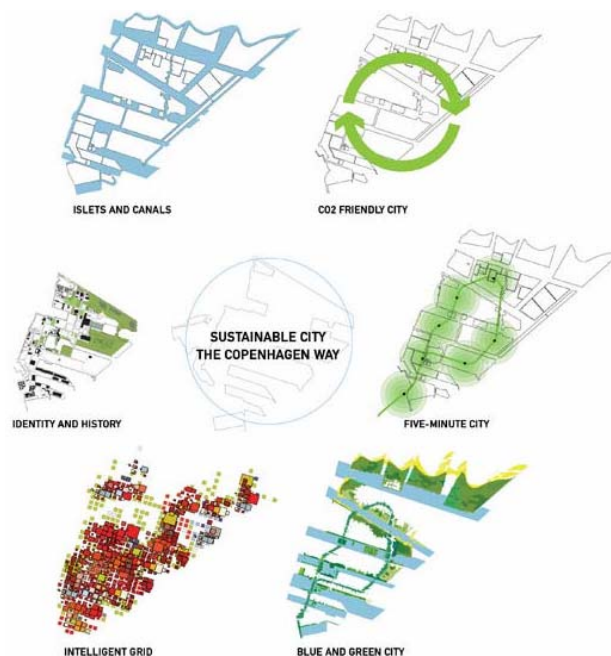 ISLETS AND CANALS
CO2 FRIENDLY CITY
SUSTAINABLE CITY
THE COPENHAGEN WAY
IDENTITY AND HISTORY
FIVE-MINUTE CITY
INTELLIGENT GRID
BLUE AND GREEN CITY